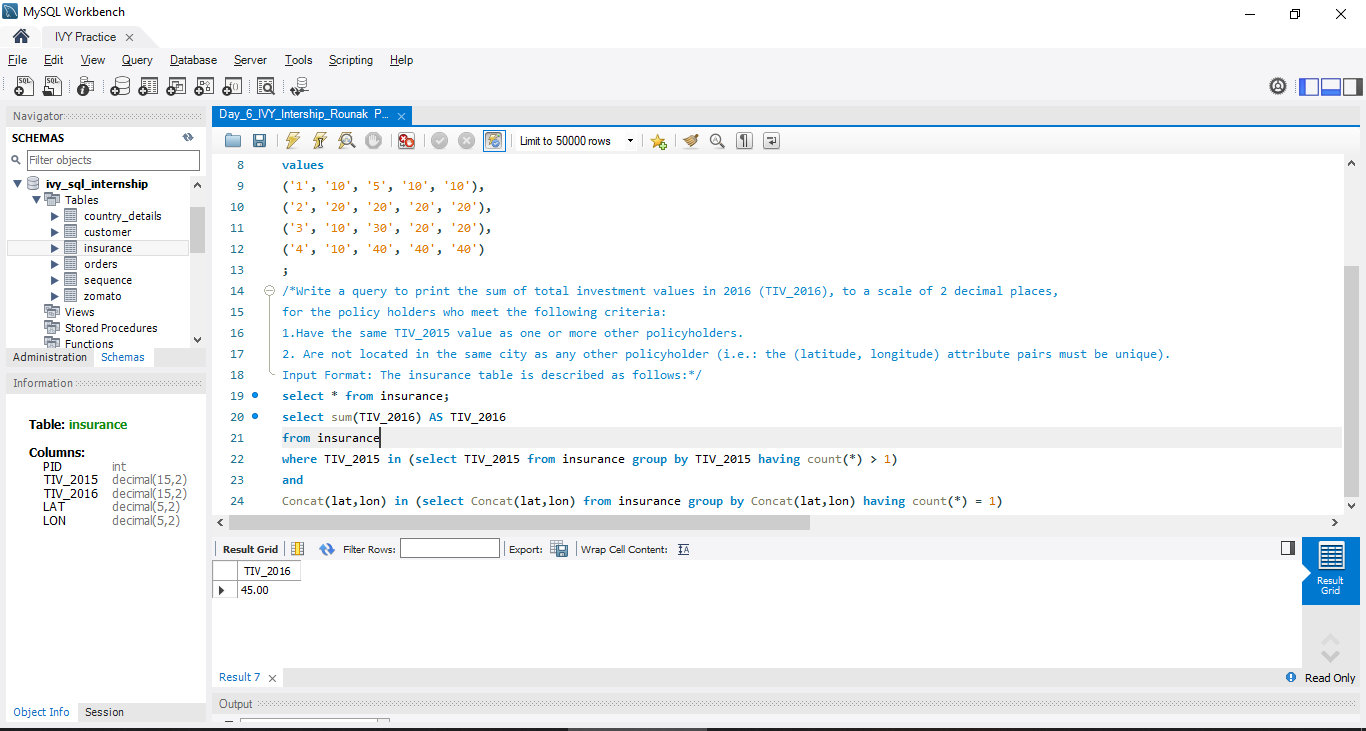 MySQL Workbench
IVY Practice
File Edit View Query Database Server Tools Scripting Help
Navigator
SCHEMAS
Filter objects
ivy_sql_internship
Tables
country_details
customer
insurance
orders
sequence
zomato
Views
Stored Procedures
Functions
Administration Schemas
Information
Table: insurance
Columns:
PID int
TIV_2015 decimal(15,2)
TIV_2016 decimal(15,2)
LAT decimal(5,2)
LON decimal(5,2)
Object Info Session
Day_6_IVY_Intership_Rounak P...
Limit to 50000 rows
8 values
9 ('1', '10', '5', '10', '10'),
10 ('2', '20', '20', '20', '20'),
11 ('3', '10', '30', '20', '20'),
12 ('4', '10', '40', '40', '40')
13 ;
14 /*Write a query to print the sum of total investment values in 2016 (TIV_2016), to a scale of 2 decimal places,
15 for the policy holders who meet the following criteria:
16 1.Have the same TIV_2015 value as one or more other policyholders.
17 2. Are not located in the same city as any other policyholder (i.e.: the (latitude, longitude) attribute pairs must be unique).
18 Input Format: The insurance table is described as follows:*/
19 select * from insurance;
20 select sum(TIV_2016) AS TIV_2016
21 from insurance
22 where TIV_2015 in (select TIV_2015 from insurance group by TIV_2015 having count(*) > 1)
23 and
24 Concat(lat,lon) in (select Concat(lat,lon) from insurance group by Concat(lat,lon) having count(*) = 1)
Result Grid Filter Rows: Export: Wrap Cell Content:
TIV_2016
45.00
Result Grid
Result 7
Read Only
Output